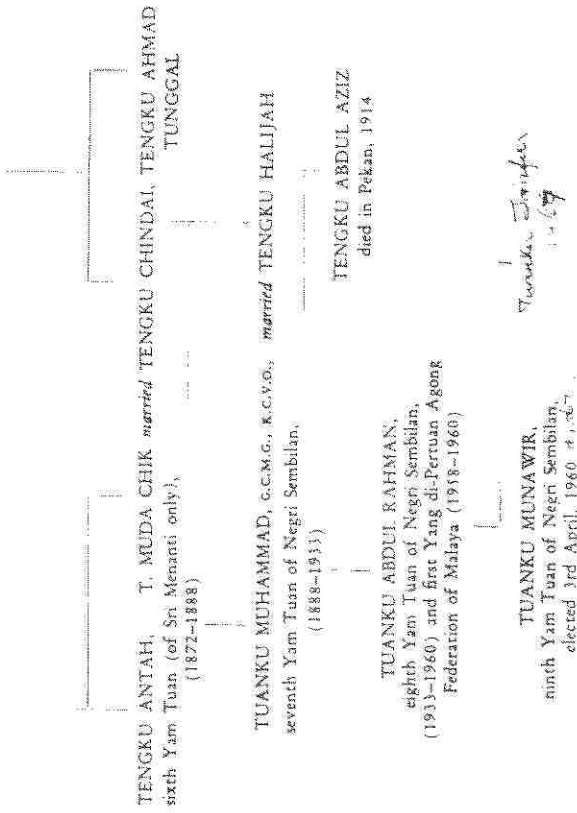 TENGKU ANTAH, T. MUDA CHIK married TENGKU CHINDAI, TENGKU AHMAD
sixth Yam Tuan (of Sri Menanti only), TUNGGAL
(1872–1888)
TUANKU MUHAMMAD, G.C.M.G., K.C.V.O., married TENGKU HALIJAH
seventh Yam Tuan of Negri Sembilan,
(1888–1933)
TENGKU ABDUL AZIZ
died in Pekan, 1914
TUANKU ABDUL RAHMAN,
eighth Yam Tuan of Negri Sembilan,
(1933–1960) and first Yang di-Pertuan Agong
Federation of Malaya (1958–1960)
TUANKU MUNAWIR,
ninth Yam Tuan of Negri Sembilan,
elected 3rd April, 1960
Tuanku